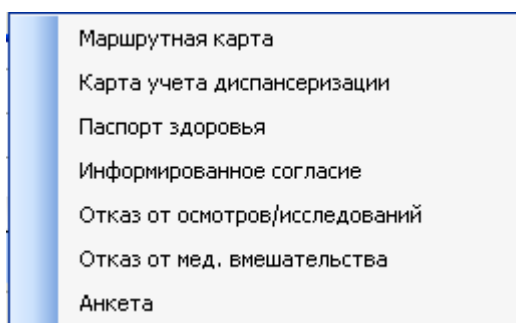 Маршрутная карта
Карта учета диспансеризации
Паспорт здоровья
Информированное согласие
Отказ от осмотров/исследований
Отказ от мед. вмешательства
Анкета